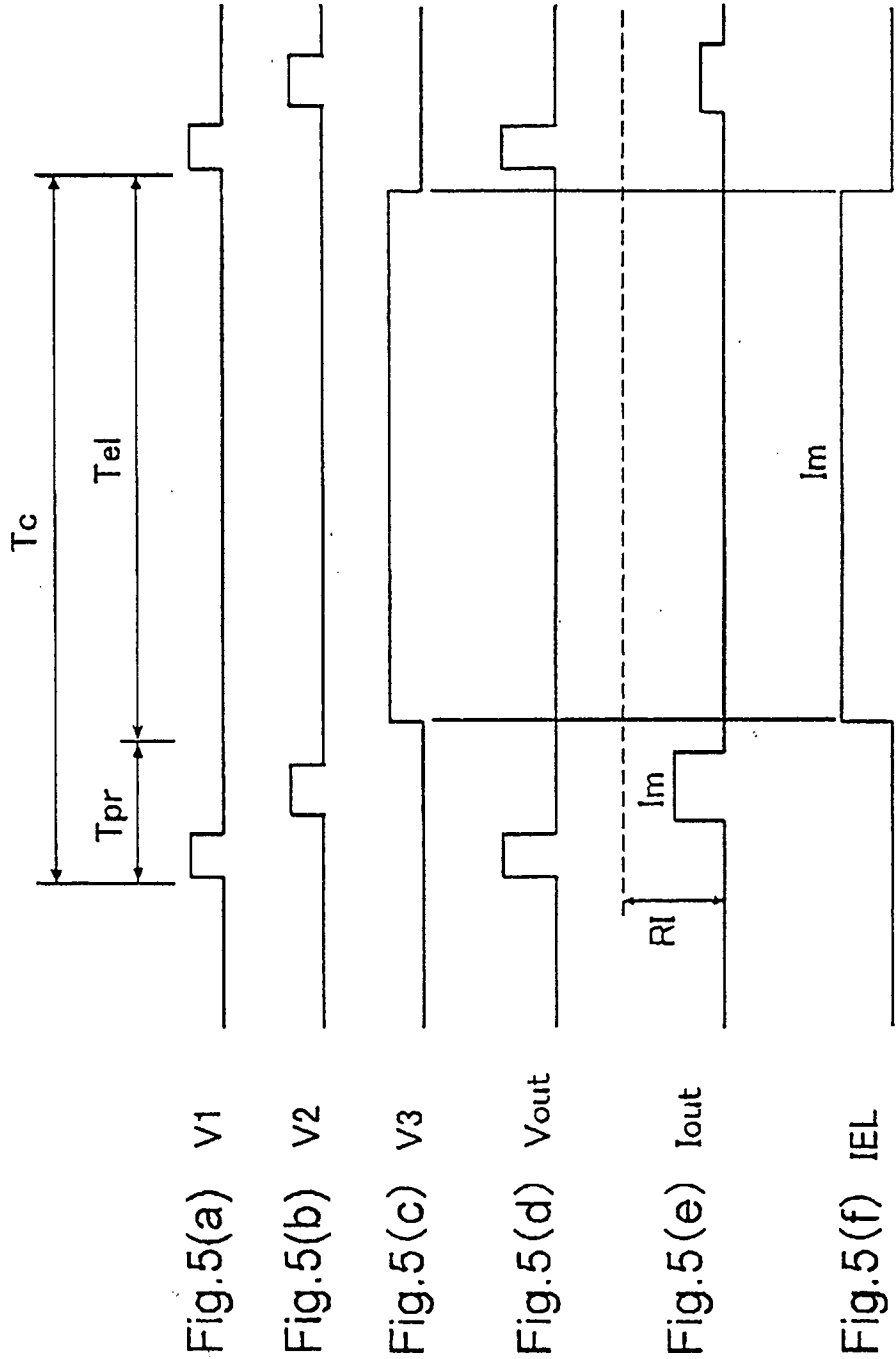 Tc
Tpr
Tel
Fig.5(a) V1
Fig.5(b) V2
Fig.5(c) V3
Fig.5(d) Vout
Fig.5(e) Iout
RI
Im
Fig.5(f) IEL
Im